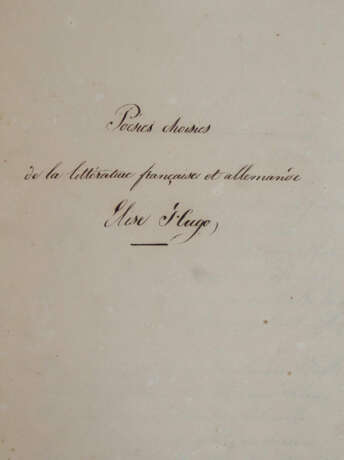 Poésies choisies
de la littérature française et allemande
Elise Hugo,